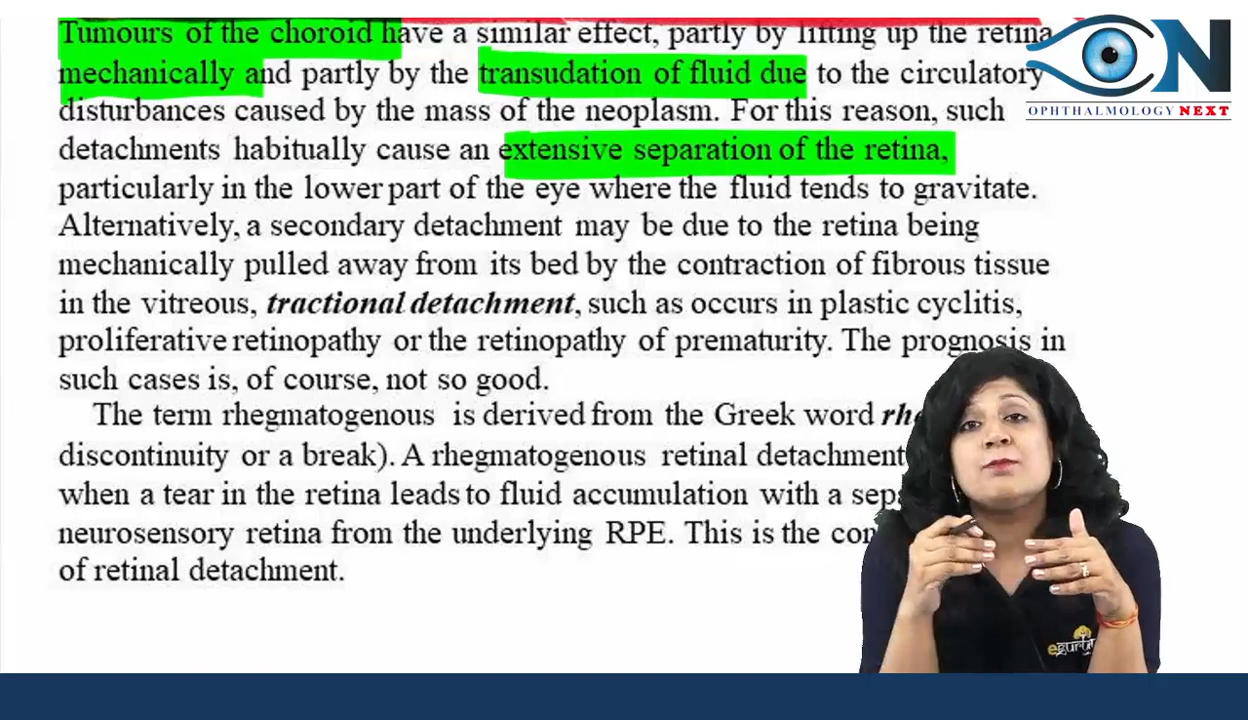 Tumours of the choroid have a similar effect, partly by lifting up the retina
mechanically and partly by the transudation of fluid due to the circulatory
disturbances caused by the mass of the neoplasm. For this reason, such
detachments habitually cause an extensive separation of the retina,
particularly in the lower part of the eye where the fluid tends to gravitate.
Alternatively, a secondary detachment may be due to the retina being
mechanically pulled away from its bed by the contraction of fibrous tissue
in the vitreous, tractional detachment, such as occurs in plastic cyclitis,
proliferative retinopathy or the retinopathy of prematurity. The prognosis in
such cases is, of course, not so good.
The term rhegmatogenous is derived from the Greek word
discontinuity or a break). A rhegmatogenous retinal detachment
when a tear in the retina leads to fluid accumulation with a
neurosensory retina from the underlying RPE. This is the
of retinal detachment.
ON
OPHTHALMOLOGY NEXT